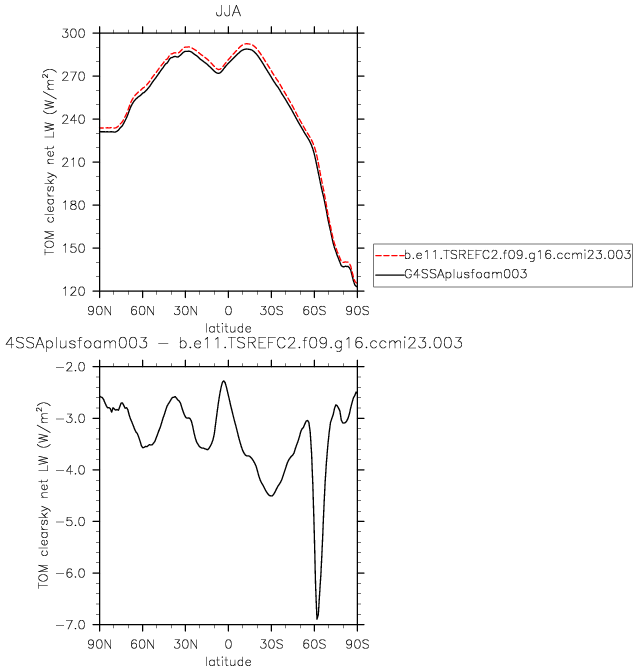 JJA
300
270
240
210
180
150
120
TOM clearsky net LW (W/m²)
90N 60N 30N 0 30S 60S 90S
latitude
b.e11.TSREFC2.f09.g16.ccmi23.003
G4SSAplusfoam003
4SSAplusfoam003 − b.e11.TSREFC2.f09.g16.ccmi23.003
−2.0
−3.0
−4.0
−5.0
−6.0
−7.0
TOM clearsky net LW (W/m²)
90N 60N 30N 0 30S 60S 90S
latitude